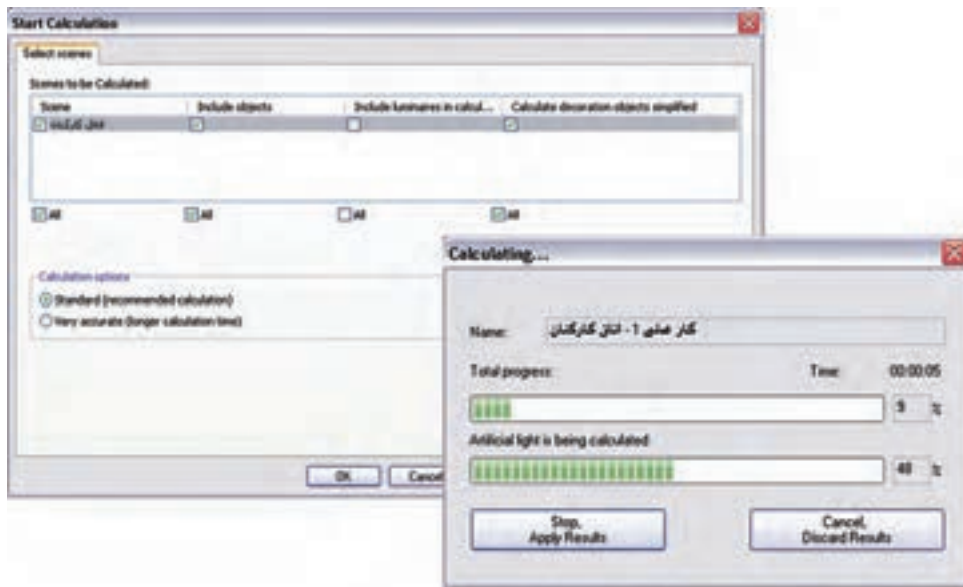 Start Calculation
Select scenes
Scenes to be Calculated:
Scene Include objects Include luminaires in calcul... Calculate decoration objects simplified
All All All All
Calculation options
Standard (recommended calculation)
Very accurate (longer calculation time)
OK Cancel
Calculating...
Name: کار عملی 1 - اتاق کارکنان
Total progress: Time: 00:00:05
9 %
Artificial light is being calculated
48 %
Stop, Apply Results
Cancel, Discard Results